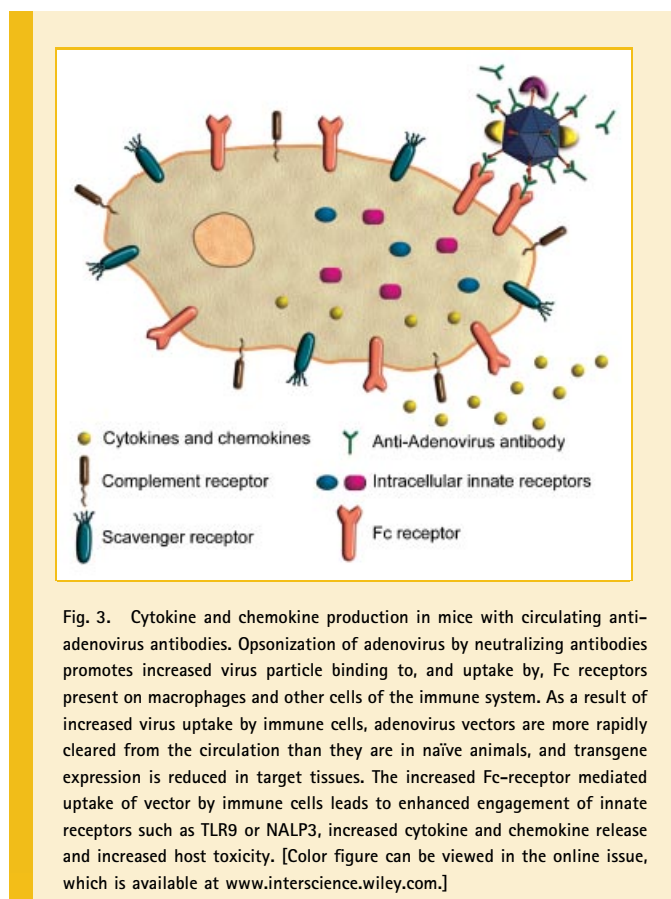 Cytokines and chemokines
Anti-Adenovirus antibody
Complement receptor
Intracellular innate receptors
Scavenger receptor
Fc receptor
Fig. 3. Cytokine and chemokine production in mice with circulating anti-
adenovirus antibodies. Opsonization of adenovirus by neutralizing antibodies
promotes increased virus particle binding to, and uptake by, Fc receptors
present on macrophages and other cells of the immune system. As a result of
increased virus uptake by immune cells, adenovirus vectors are more rapidly
cleared from the circulation than they are in naïve animals, and transgene
expression is reduced in target tissues. The increased Fc-receptor mediated
uptake of vector by immune cells leads to enhanced engagement of innate
receptors such as TLR9 or NALP3, increased cytokine and chemokine release
and increased host toxicity. [Color figure can be viewed in the online issue,
which is available at www.interscience.wiley.com.]